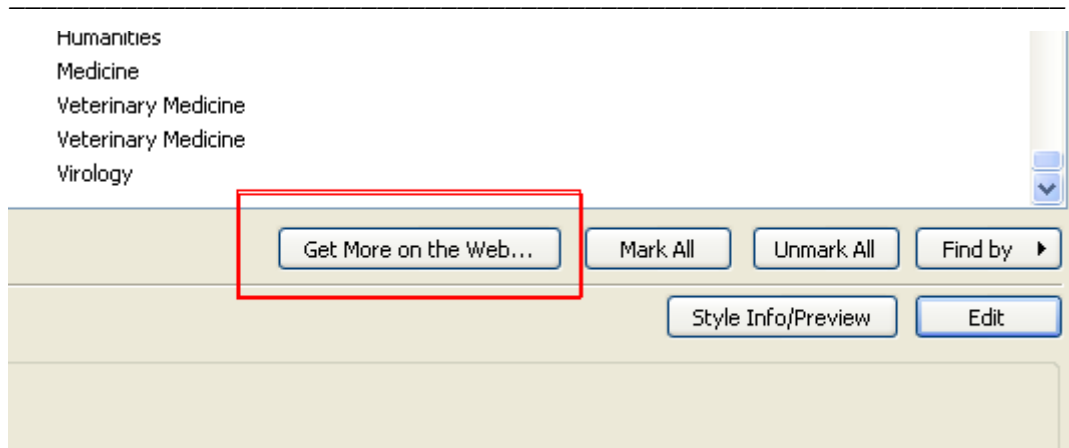 Humanities
Medicine
Veterinary Medicine
Veterinary Medicine
Virology
Get More on the Web... Mark All Unmark All Find by
Style Info/Preview Edit